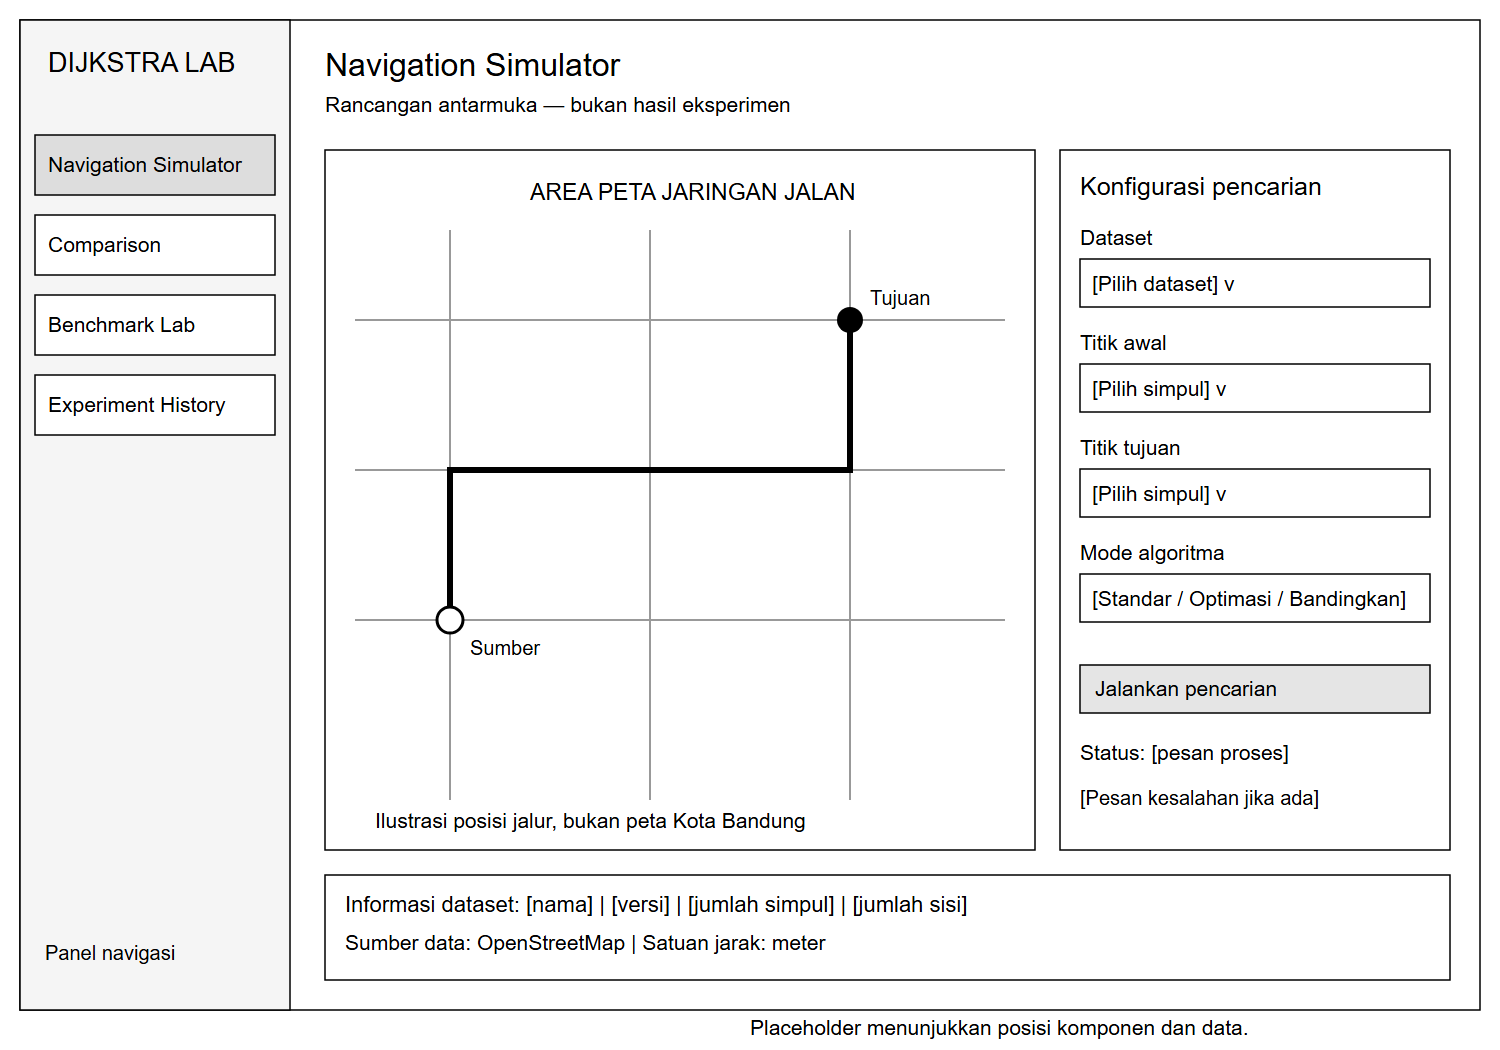 DIJKSTRA LAB
Navigation Simulator
Comparison
Benchmark Lab
Experiment History
Panel navigasi
Navigation Simulator
Rancangan antarmuka — bukan hasil eksperimen
AREA PETA JARINGAN JALAN
Tujuan
Sumber
Ilustrasi posisi jalur, bukan peta Kota Bandung
Konfigurasi pencarian
Dataset
[Pilih dataset] v
Titik awal
[Pilih simpul] v
Titik tujuan
[Pilih simpul] v
Mode algoritma
[Standar / Optimasi / Bandingkan]
Jalankan pencarian
Status: [pesan proses]
[Pesan kesalahan jika ada]
Informasi dataset: [nama] | [versi] | [jumlah simpul] | [jumlah sisi]
Sumber data: OpenStreetMap | Satuan jarak: meter
Placeholder menunjukkan posisi komponen dan data.